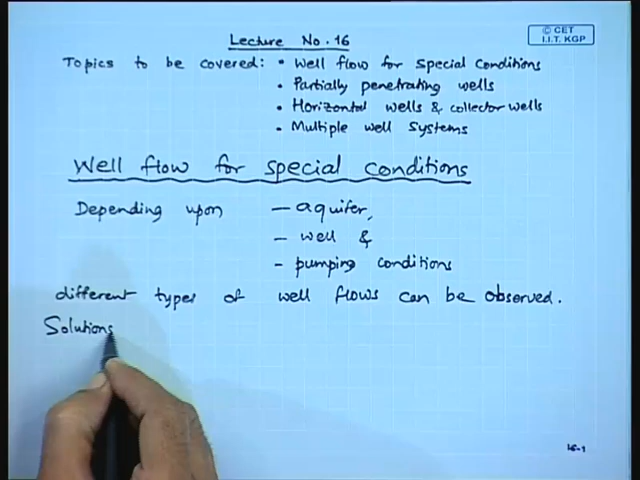 © CET
I.I.T. KGP
Lecture No. 16
Topics to be covered: • Well flow for special conditions
• Partially penetrating wells
• Horizontal wells & collector wells
• Multiple well systems
Well flow for special conditions
Depending upon — aquifer,
— well &
- pumping conditions
different types of well flows can be observed.
Solutions
16-1